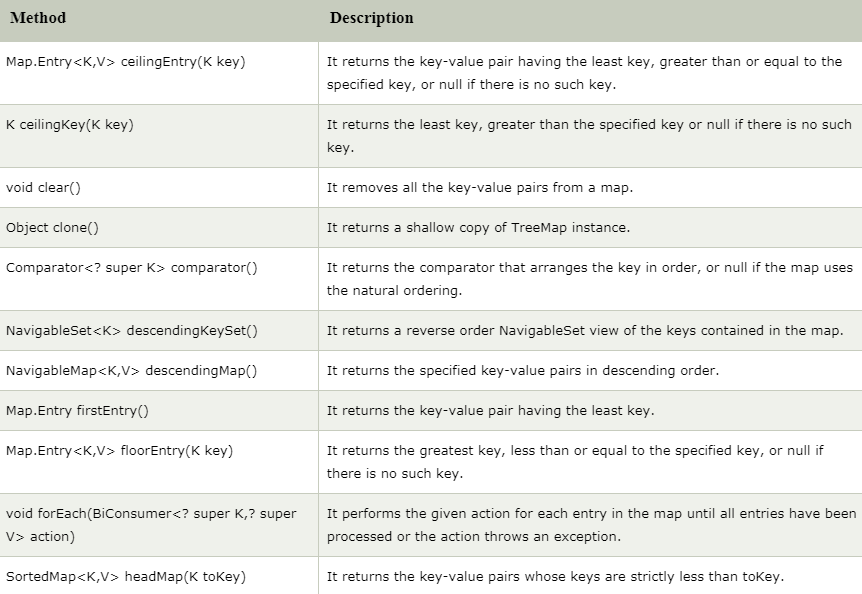 Method Description
Map.Entry<K,V> ceilingEntry(K key) It returns the key-value pair having the least key, greater than or equal to the
specified key, or null if there is no such key.
K ceilingKey(K key) It returns the least key, greater than the specified key or null if there is no such
key.
void clear() It removes all the key-value pairs from a map.
Object clone() It returns a shallow copy of TreeMap instance.
Comparator<? super K> comparator() It returns the comparator that arranges the key in order, or null if the map uses
the natural ordering.
NavigableSet<K> descendingKeySet() It returns a reverse order NavigableSet view of the keys contained in the map.
NavigableMap<K,V> descendingMap() It returns the specified key-value pairs in descending order.
Map.Entry firstEntry() It returns the key-value pair having the least key.
Map.Entry<K,V> floorEntry(K key) It returns the greatest key, less than or equal to the specified key, or null if
there is no such key.
void forEach(BiConsumer<? super K,? super It performs the given action for each entry in the map until all entries have been
V> action) processed or the action throws an exception.
SortedMap<K,V> headMap(K toKey) It returns the key-value pairs whose keys are strictly less than toKey.